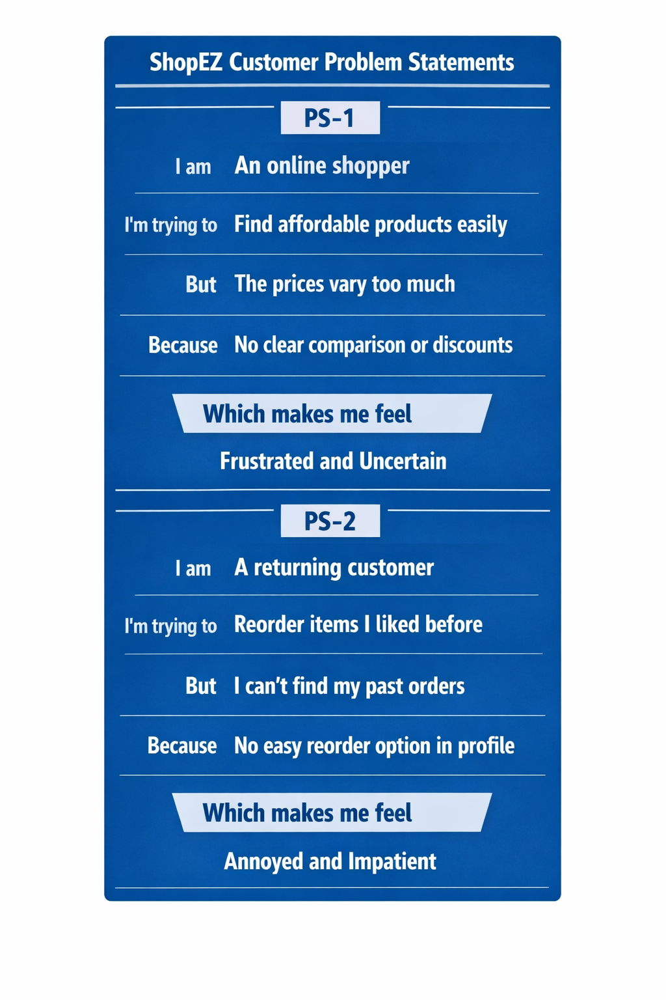 ShopEZ Customer Problem Statements
PS-1
I am An online shopper
I'm trying to Find affordable products easily
But The prices vary too much
Because No clear comparison or discounts
Which makes me feel
Frustrated and Uncertain
PS-2
I am A returning customer
I'm trying to Reorder items I liked before
But I can’t find my past orders
Because No easy reorder option in profile
Which makes me feel
Annoyed and Impatient